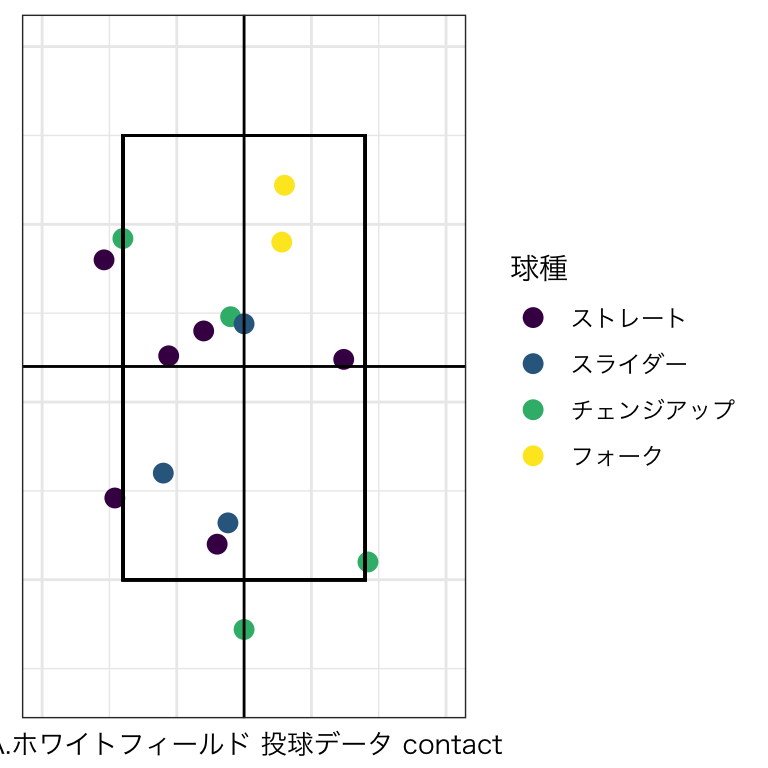 球種
ストレート
スライダー
チェンジアップ
フォーク
A.ホワイトフィールド 投球データ contact